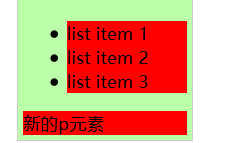 • list item 1
• list item 2
• list item 3
新的p元素